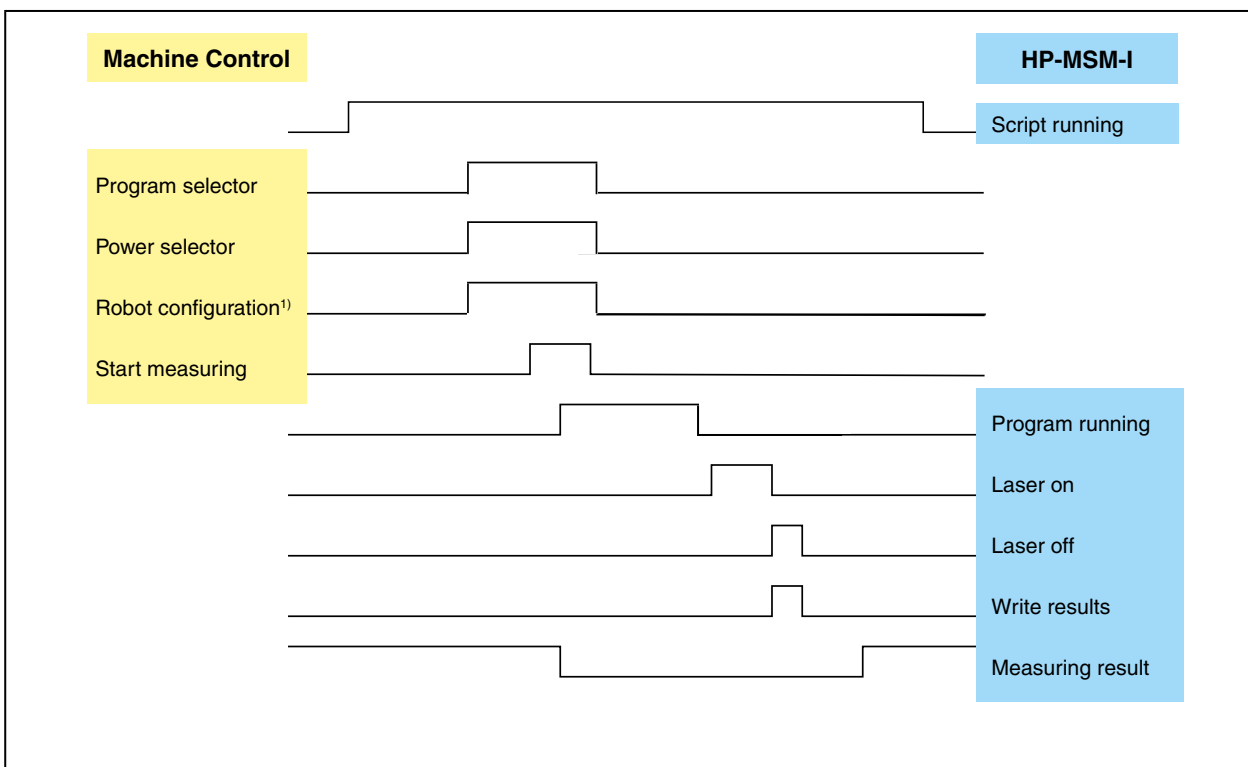 Machine Control
HP-MSM-I
Script running
Program selector
Power selector
Robot configuration1)
Start measuring
Program running
Laser on
Laser off
Write results
Measuring result